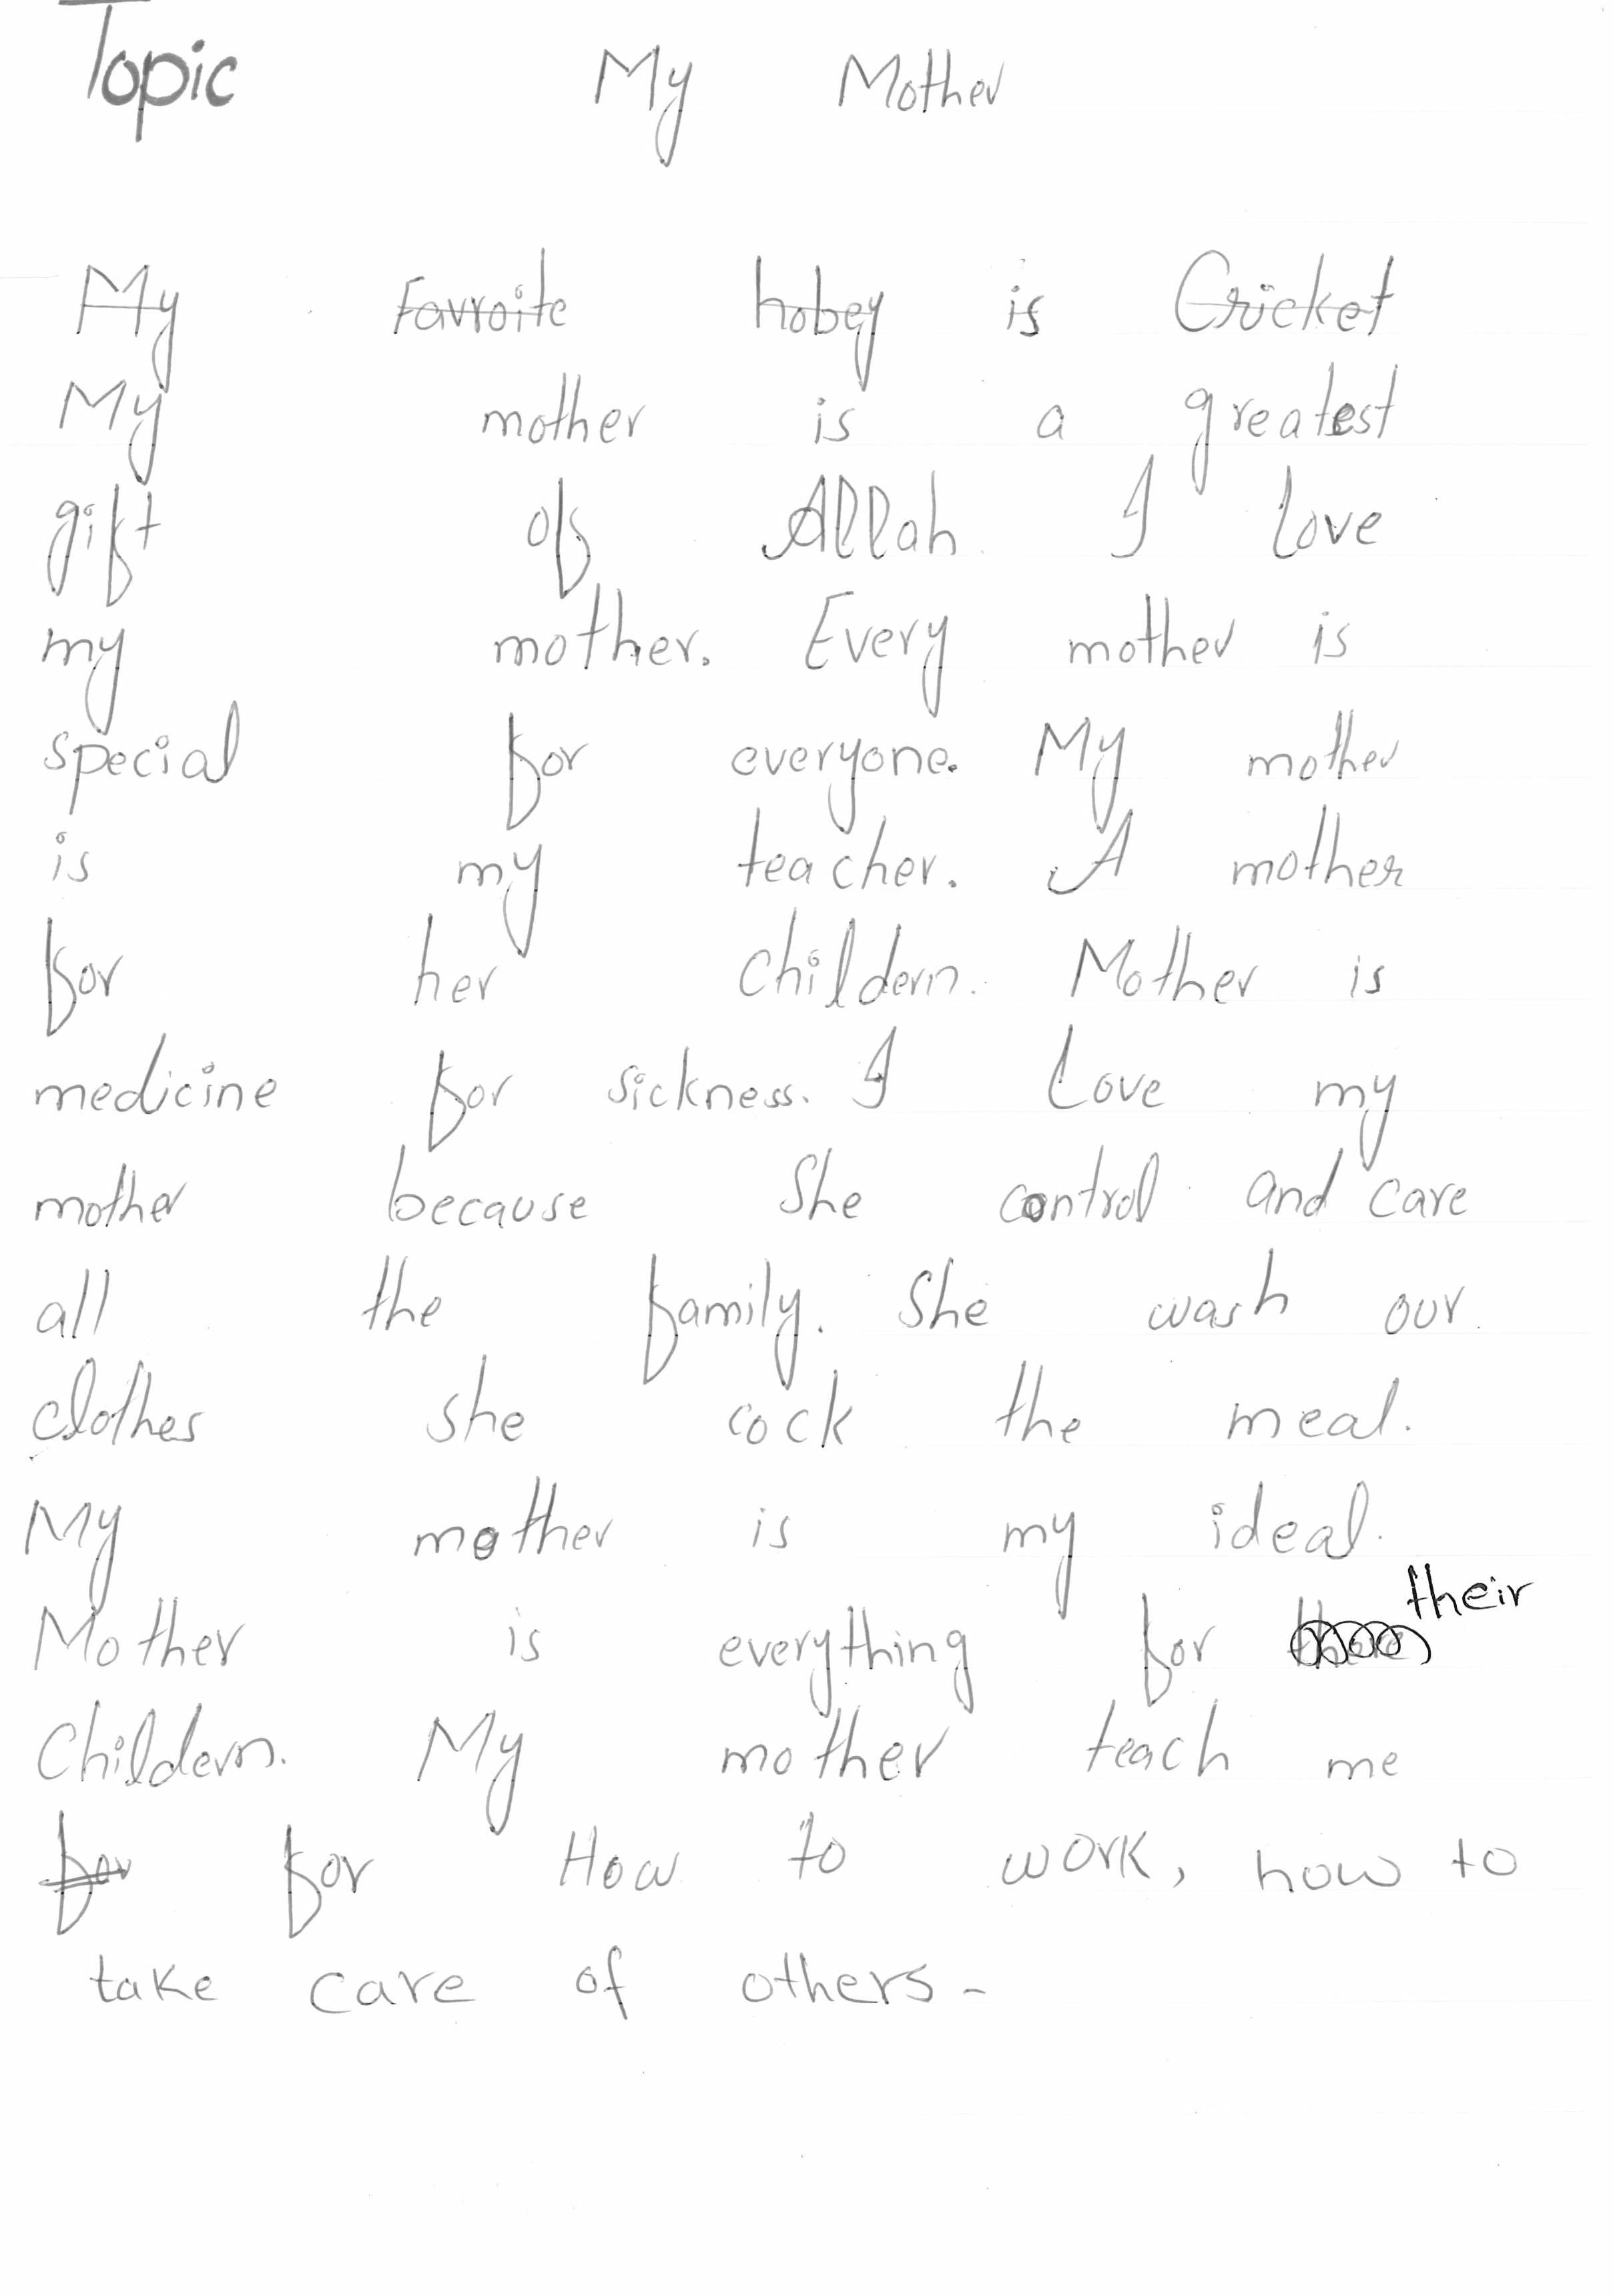 Topic My Mother
My Favroite hobey is Cricket
My mother is a greatest
gift of Allah. I Love
my mother. Every mother is
special for everyone. My mother
is my teacher. A mother
for her Childern. Mother is
medicine for sickness. I Love my
mother because She control and care
all the family. She wash our
clothes she cock the meal.
My mother is my ideal.
Mother is everything for their
Childern. My mother teach me
for for How to work, how to
take care of others-